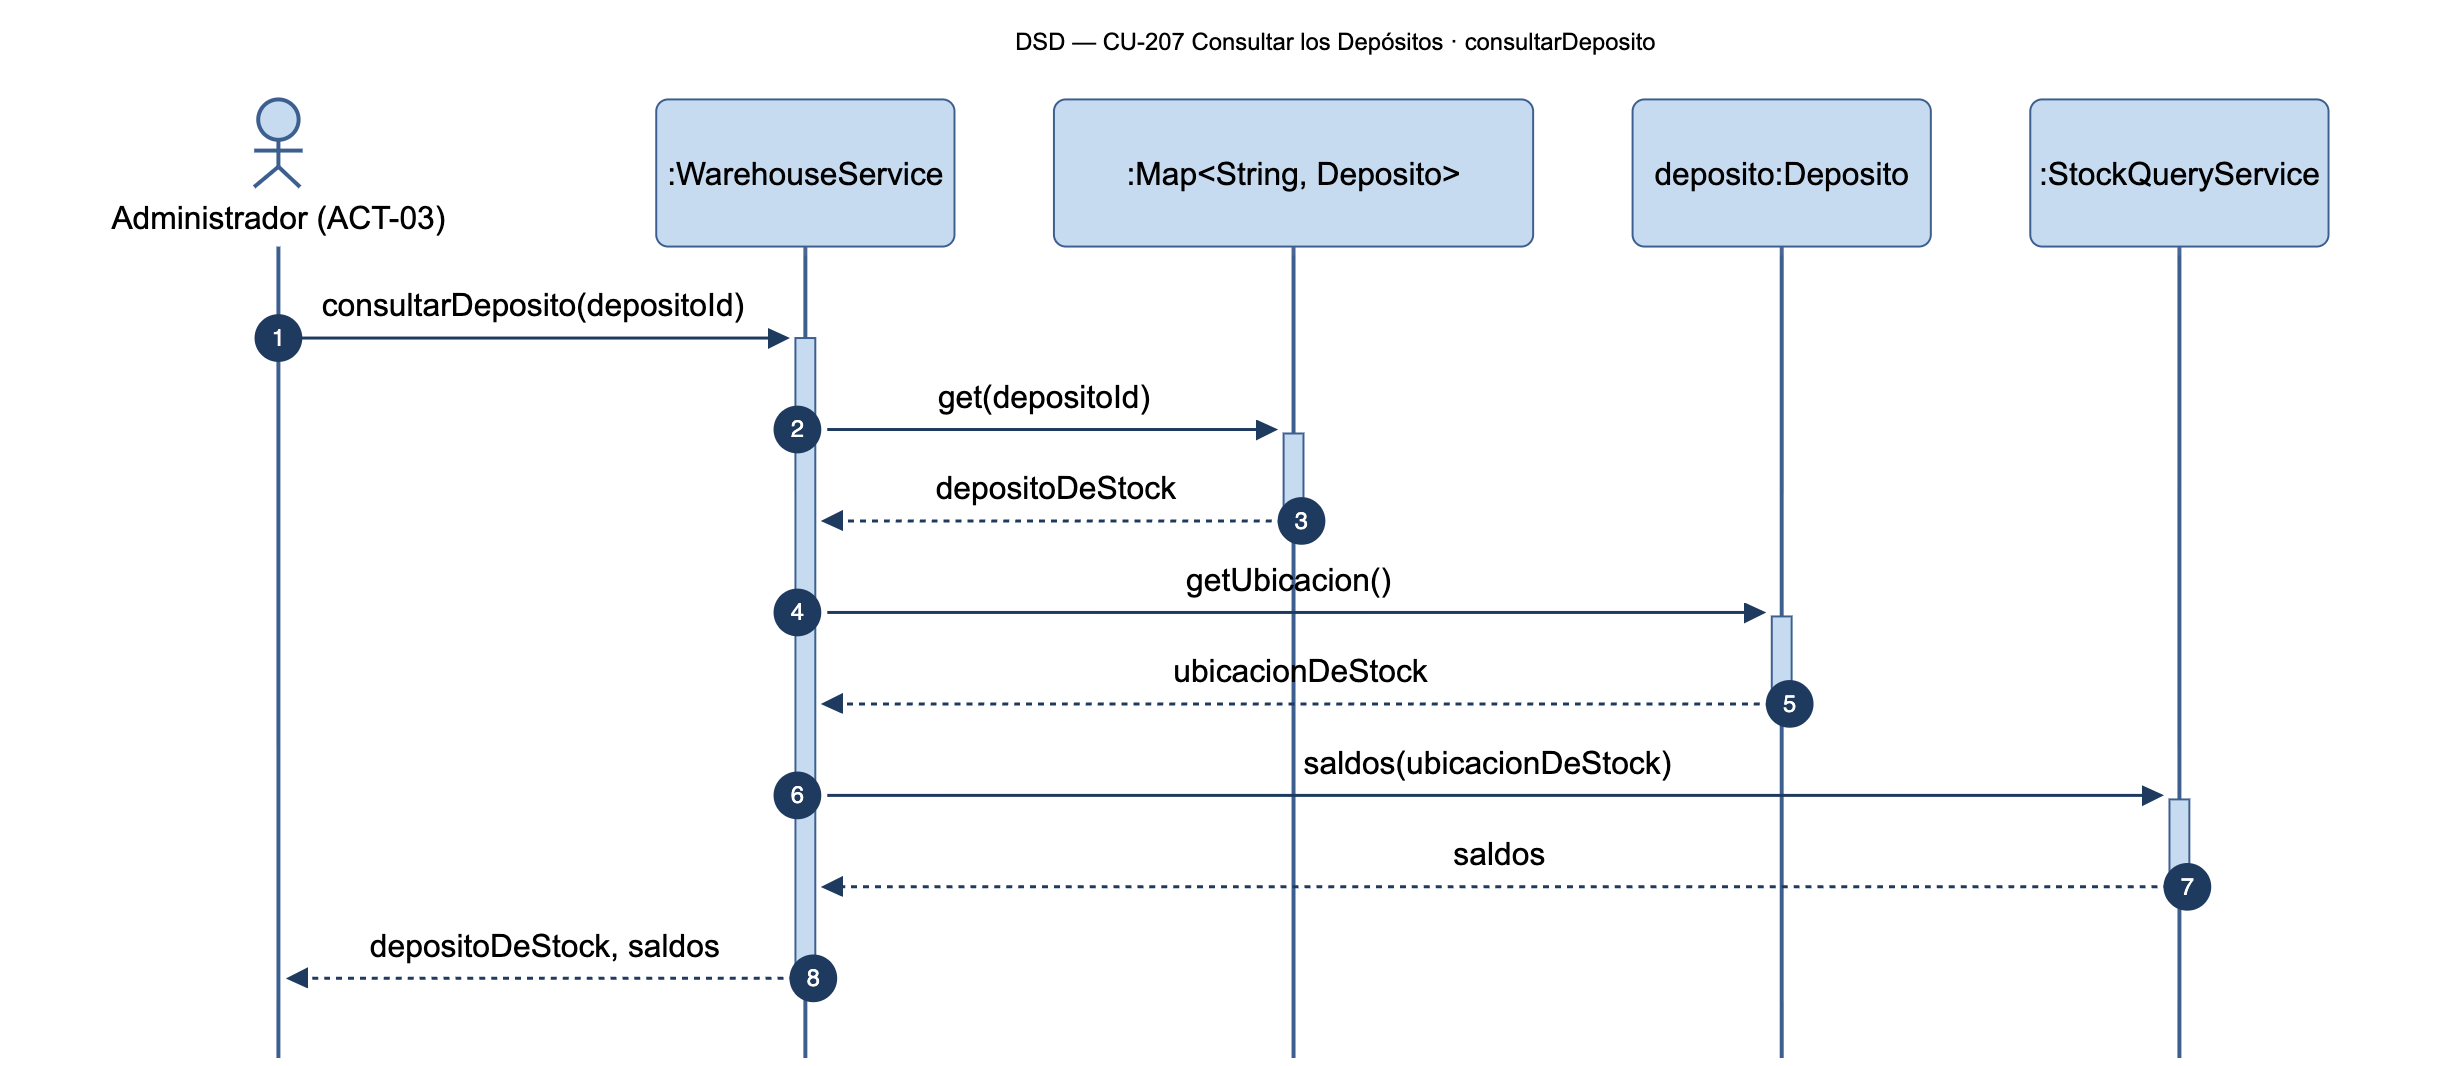 DSD — CU-207 Consultar los Depósitos · consultarDeposito
Administrador (ACT-03)
:WarehouseService
:Map<String, Deposito>
deposito:Deposito
:StockQueryService
consultarDeposito(depositoId)
1
get(depositoId)
2
depositoDeStock
3
getUbicacion()
4
ubicacionDeStock
5
saldos(ubicacionDeStock)
6
saldos
7
depositoDeStock, saldos
8